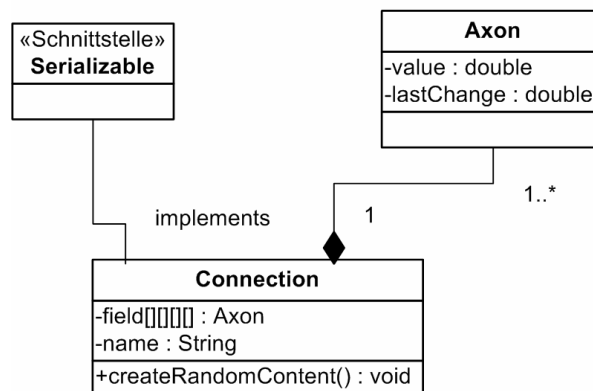 «Schnittstelle»
Serializable
Axon
-value : double
-lastChange : double
1..*
1
implements
Connection
-field[][][][] : Axon
-name : String
+createRandomContent() : void